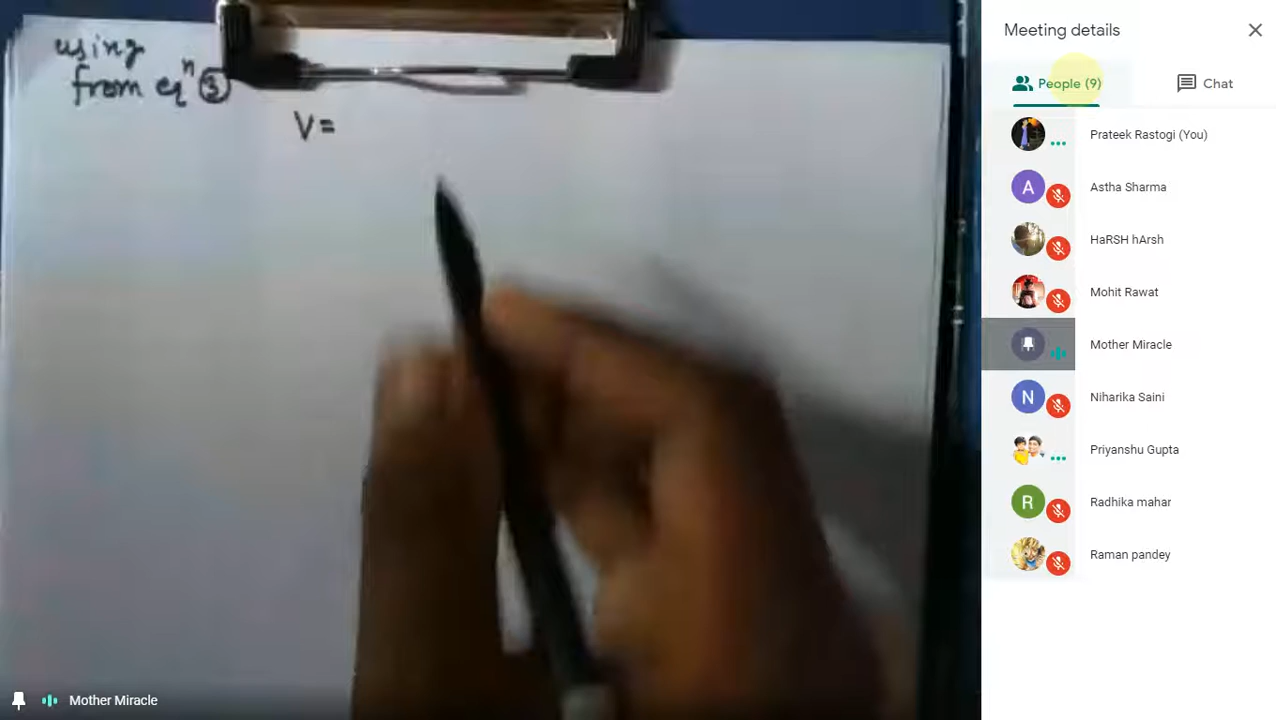 using
from eqⁿ ③
V=
Mother Miracle
Meeting details
People (9)
Chat
Prateek Rastogi (You)
A
Astha Sharma
HaRSH hArsh
Mohit Rawat
Mother Miracle
N
Niharika Saini
Priyanshu Gupta
R
Radhika mahar
Raman pandey